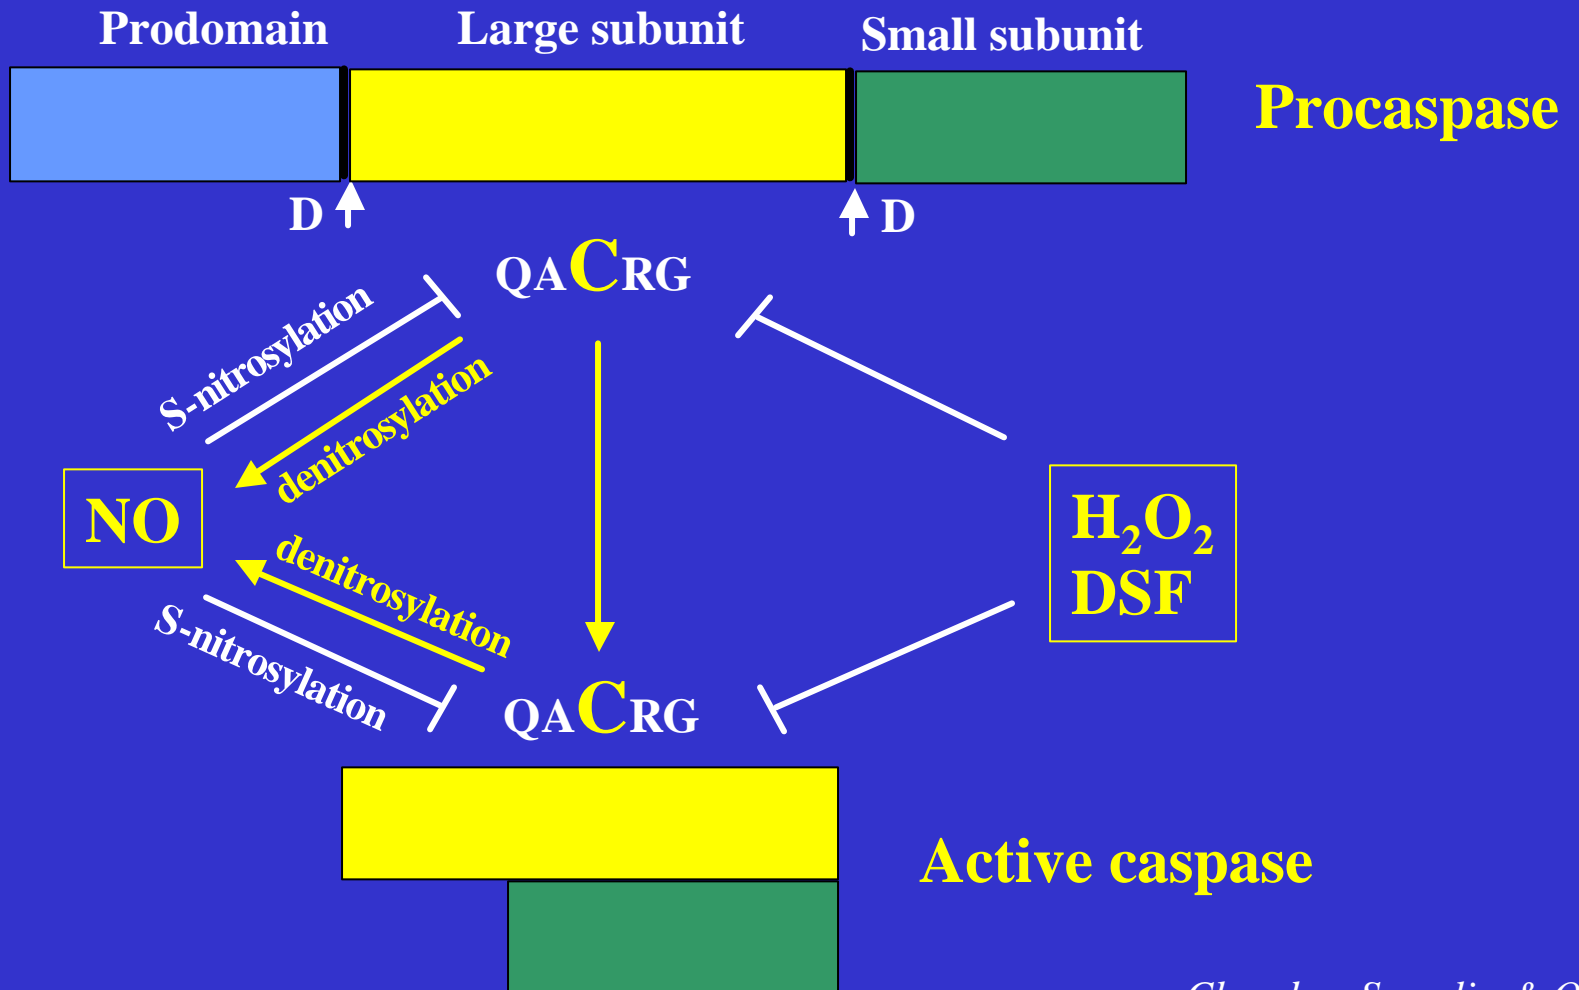 Prodomain
Large subunit
Small subunit
Procaspase
D
D
QACRG
S-nitrosylation
denitrosylation
NO
H₂O₂
DSF
denitrosylation
S-nitrosylation
QACRG
Active caspase